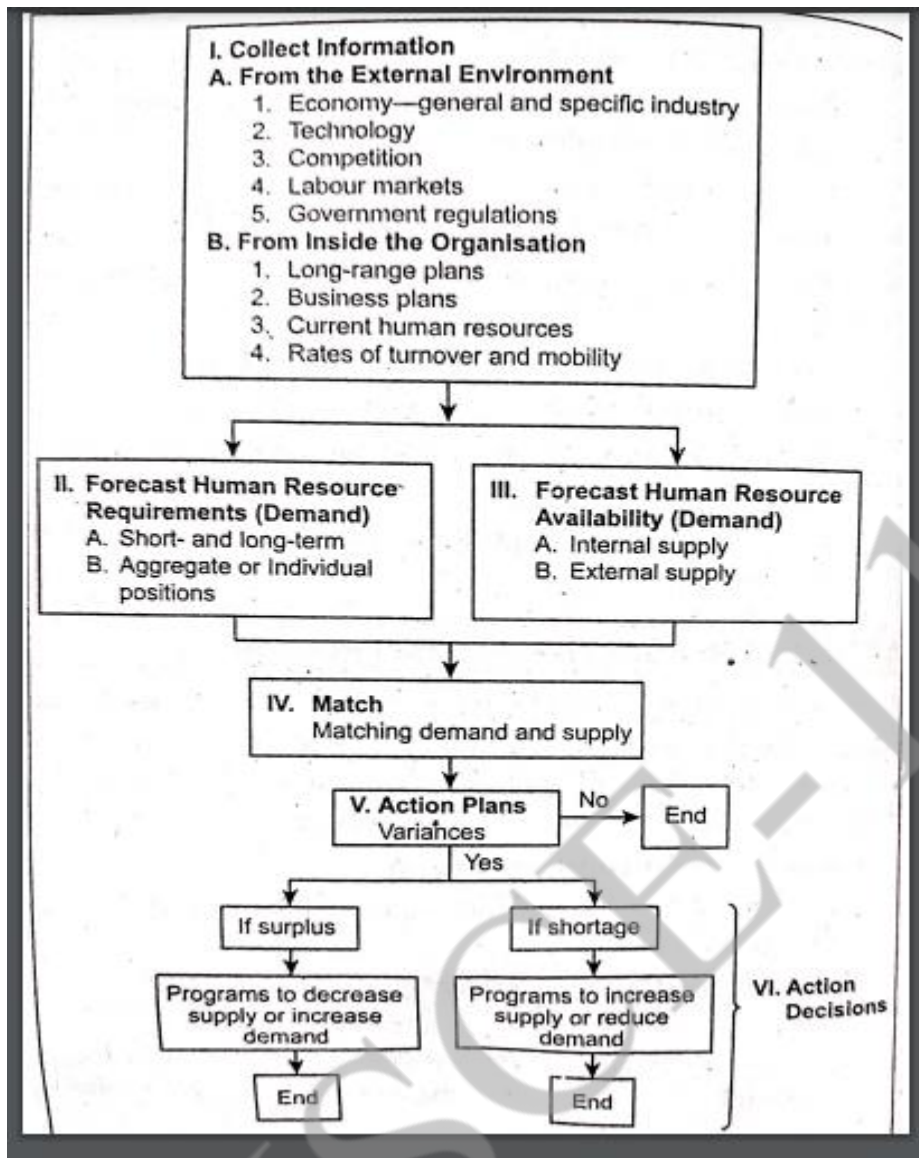 I. Collect Information
A. From the External Environment
1. Economy—general and specific industry
2. Technology
3. Competition
4. Labour markets
5. Government regulations
B. From Inside the Organisation
1. Long-range plans
2. Business plans
3. Current human resources
4. Rates of turnover and mobility
II. Forecast Human Resource
Requirements (Demand)
A. Short- and long-term
B. Aggregate or Individual
positions
III. Forecast Human Resource
Availability (Demand)
A. Internal supply
B. External supply
IV. Match
Matching demand and supply
V. Action Plans
Variances
No
End
Yes
If surplus
If shortage
Programs to decrease
supply or increase
demand
Programs to increase
supply or reduce
demand
VI. Action
Decisions
End
End
SCE-1